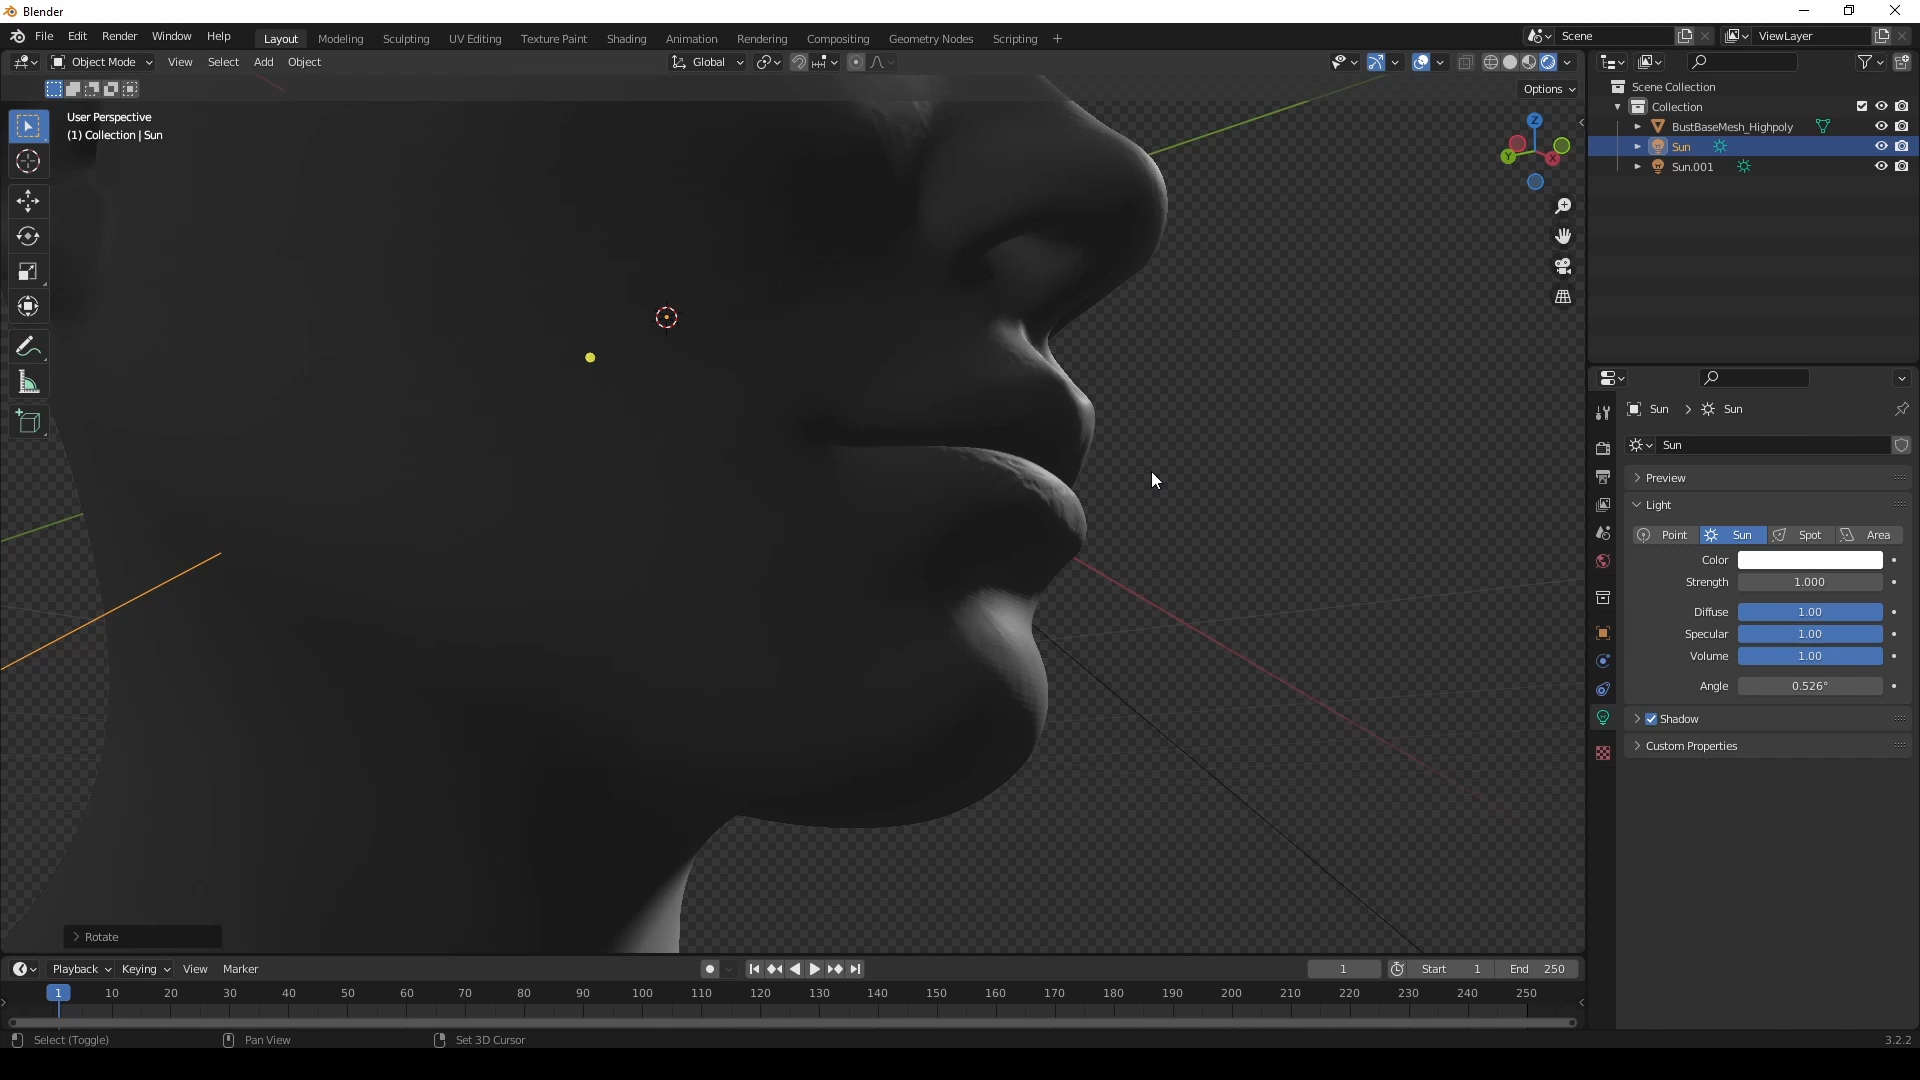 Blender
File Edit Render Window Help Layout Modeling Sculpting UV Editing Texture Paint Shading Animation Rendering Compositing Geometry Nodes Scripting + Scene ViewLayer
Object Mode View Select Add Object Global
Options
User Perspective
(1) Collection | Sun
Z
Y
X
Rotate
Scene Collection
Collection
BustBaseMesh_Highpoly
Sun
Sun.001
Sun > Sun
Sun
Preview
Light
Point Sun Spot Area
Color
Strength 1.000
Diffuse 1.00
Specular 1.00
Volume 1.00
Angle 0.526°
Shadow
Custom Properties
Playback Keying View Marker 1 Start 1 End 250
1 10 20 30 40 50 60 70 80 90 100 110 120 130 140 150 160 170 180 190 200 210 220 230 240 250
Select (Toggle) Pan View Set 3D Cursor 3.2.2